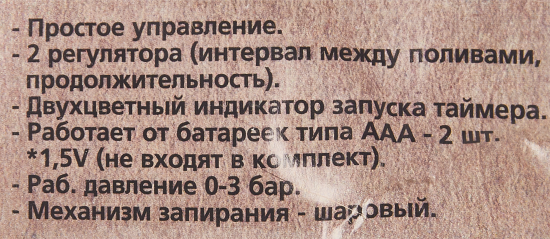 - Простое управление.
- 2 регулятора (интервал между поливами,
продолжительность).
- Двухцветный индикатор запуска таймера.
- Работает от батареек типа ААА - 2 шт.
*1,5V (не входят в комплект).
- Раб. давление 0-3 бар.
- Механизм запирания - шаровый.